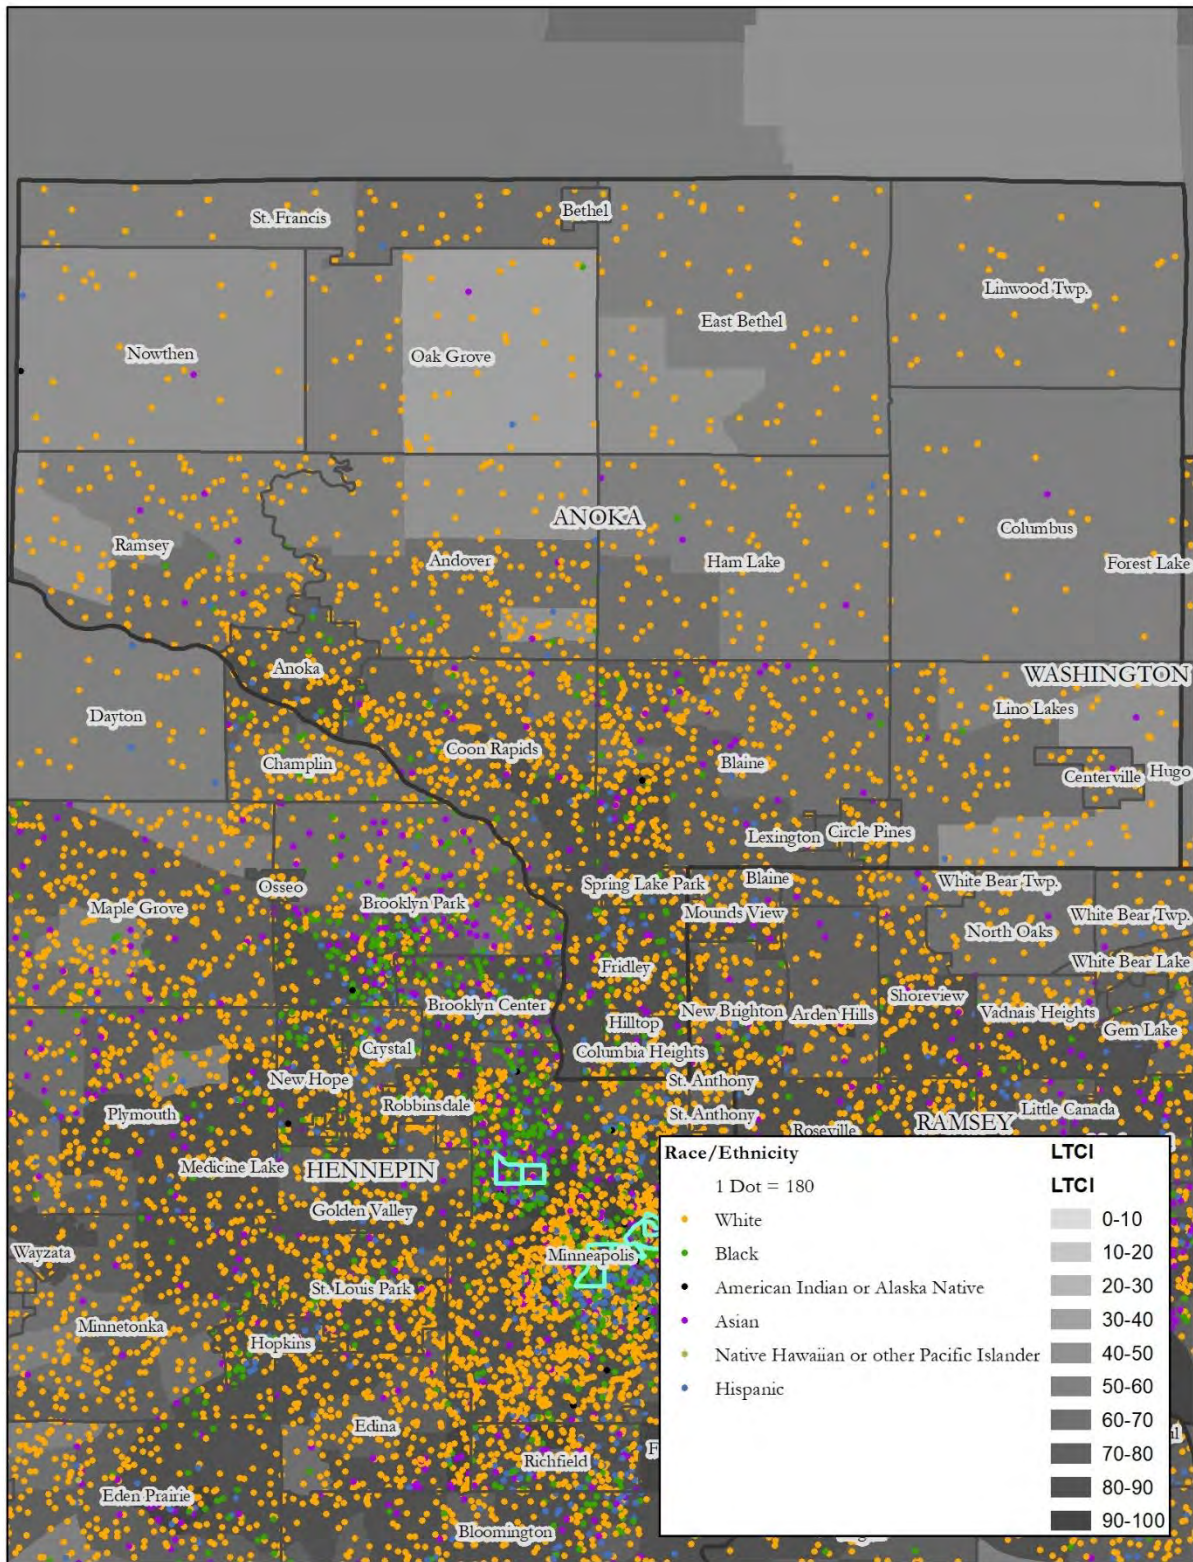 St. Francis
Bethel
Linwood Twp.
East Bethel
Nowthen
Oak Grove
ANOKA
Columbus
Ramsey
Andover
Ham Lake
Forest Lake
Anoka
WASHINGTON
Lino Lakes
Dayton
Coon Rapids
Champlin
Blaine
Centerville
Hugo
Lexington
Circle Pines
Osseo
Spring Lake Park
Blaine
White Bear Twp.
Maple Grove
Brooklyn Park
Mounds View
White Bear Twp.
North Oaks
Fridley
White Bear Lake
Brooklyn Center
Shoreview
New Brighton
Arden Hills
Vadnais Heights
Hilltop
Gem Lake
Crystal
Columbia Heights
New Hope
St. Anthony
Robbinsdale
Plymouth
St. Anthony
Little Canada
Roseville
RAMSEY
Medicine Lake
HENNEPIN
Golden Valley
Wayzata
Minneapolis
St. Louis Park
Minnetonka
Hopkins
Edina
Richfield
Eden Prairie
Bloomington
Race/Ethnicity
1 Dot = 180
White
Black
American Indian or Alaska Native
Asian
Native Hawaiian or other Pacific Islander
Hispanic
LTCI
LTCI
0-10
10-20
20-30
30-40
40-50
50-60
60-70
70-80
80-90
90-100